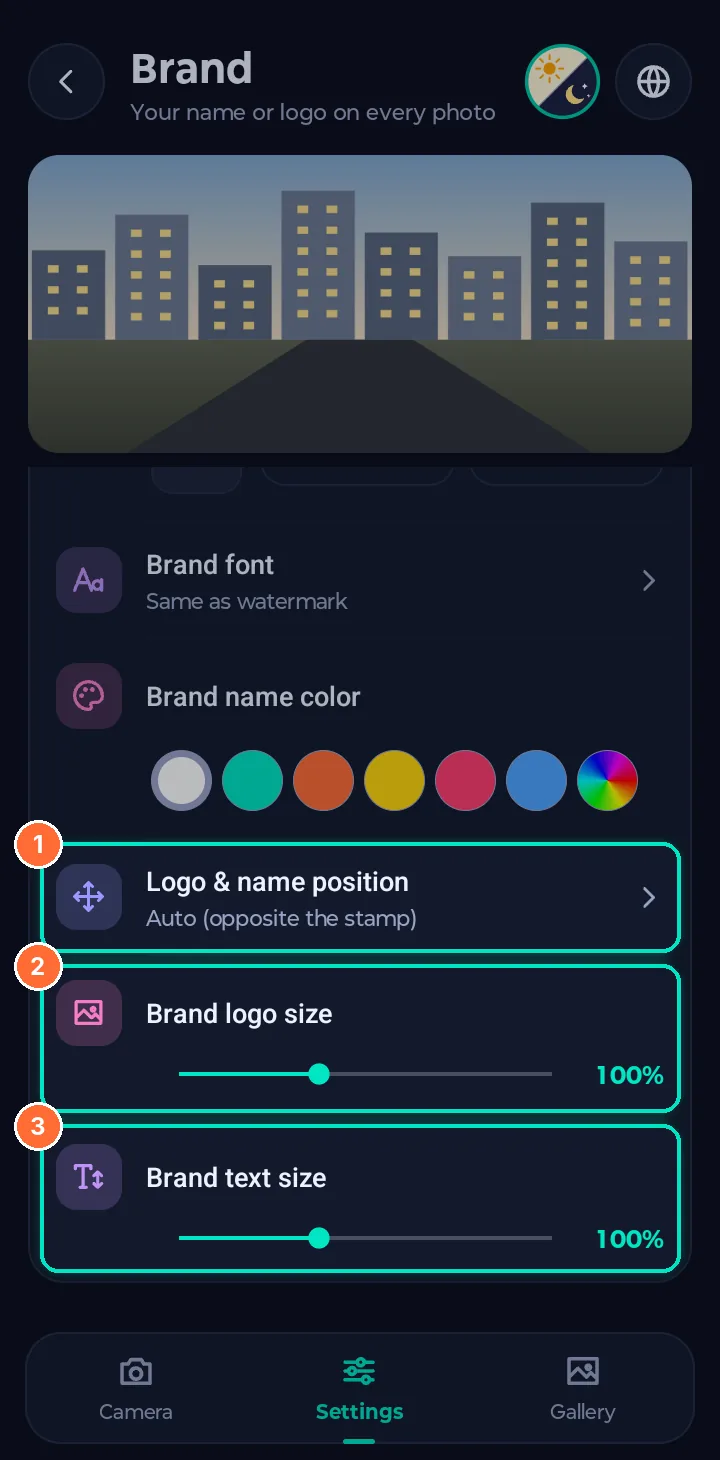 Brand
Your name or logo on every photo
Brand font
Same as watermark
Brand name color
1
Logo & name position
Auto (opposite the stamp)
2
Brand logo size
100%
3
Brand text size
100%
Camera
Settings
Gallery